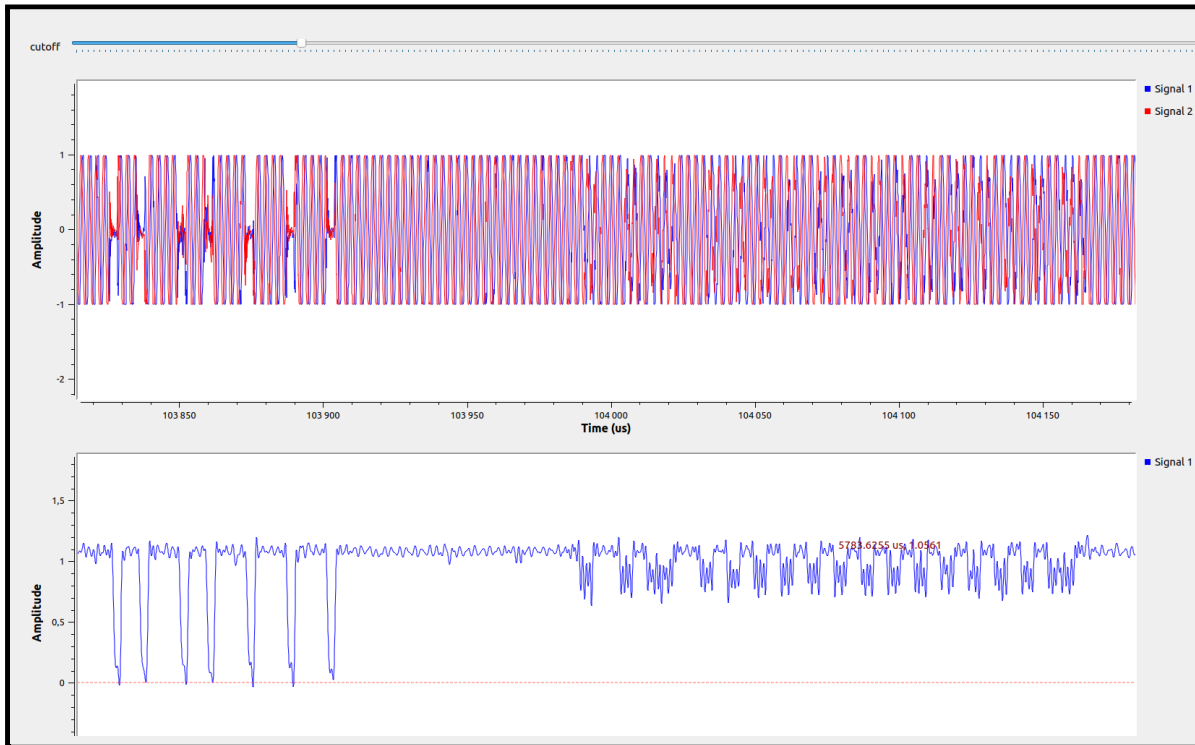 cutoff
Signal 1
Signal 2
1
0
-1
-2
Amplitude
103 850
103 900
103 950
104 000
104 050
104 100
104 150
Time (us)
Signal 1
1,5
1
0,5
0
Amplitude
5783.6255 us, 1.0561